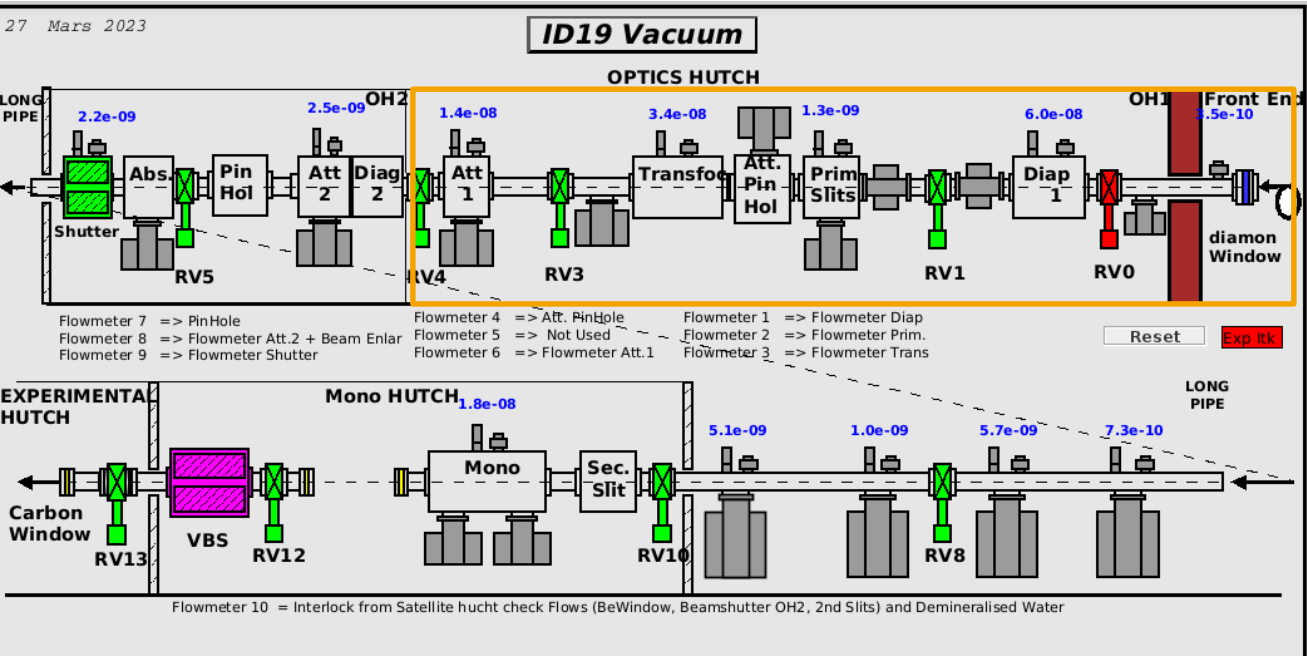 27 Mars 2023
ID19 Vacuum
OPTICS HUTCH
LONG PIPE
2.2e-09
2.5e-09
OH2
1.4e-08
3.4e-08
1.3e-09
6.0e-08
OH1
Front End
3.5e-10
Shutter
Abs.
Pin Hol
Att 2
Diag 2
Att 1
Transfoc
Att. Pin Hol
Prim Slits
Diap 1
diamon Window
RV5
RV4
RV3
RV1
RV0
Flowmeter 7 => PinHole
Flowmeter 8 => Flowmeter Att.2 + Beam Enlar
Flowmeter 9 => Flowmeter Shutter
Flowmeter 4 => Att. PinHole
Flowmeter 5 => Not Used
Flowmeter 6 => Flowmeter Att.1
Flowmeter 1 => Flowmeter Diap
Flowmeter 2 => Flowmeter Prim.
Flowmeter 3 => Flowmeter Trans
Reset
Exp Itk
EXPERIMENTAL HUTCH
Mono HUTCH
1.8e-08
5.1e-09
1.0e-09
5.7e-09
7.3e-10
LONG PIPE
Mono
Sec. Slit
Carbon Window
RV13
VBS
RV12
RV10
RV8
Flowmeter 10 = Interlock from Satellite hucht check Flows (BeWindow, Beamshutter OH2, 2nd Slits) and Demineralised Water